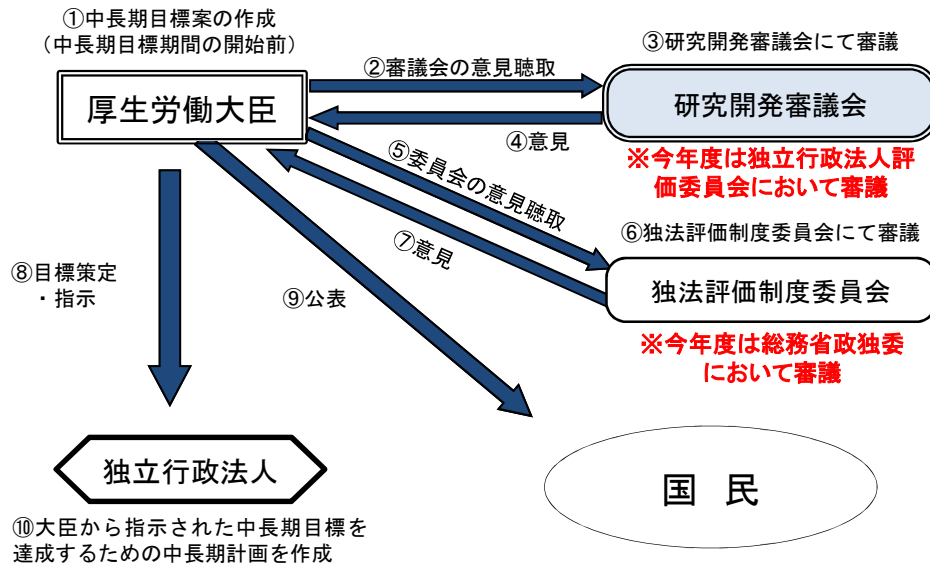 ①中長期目標案の作成
（中長期目標期間の開始前）
③研究開発審議会にて審議
②審議会の意見聴取
厚生労働大臣
研究開発審議会
④意見
※今年度は独立行政法人評
価委員会において審議
⑤委員会の意見聴取
⑥独法評価制度委員会にて審議
⑦意見
⑧目標策定
・指示
⑨公表
独法評価制度委員会
※今年度は総務省政独委
において審議
独立行政法人
国　民
⑩大臣から指示された中長期目標を
達成するための中長期計画を作成